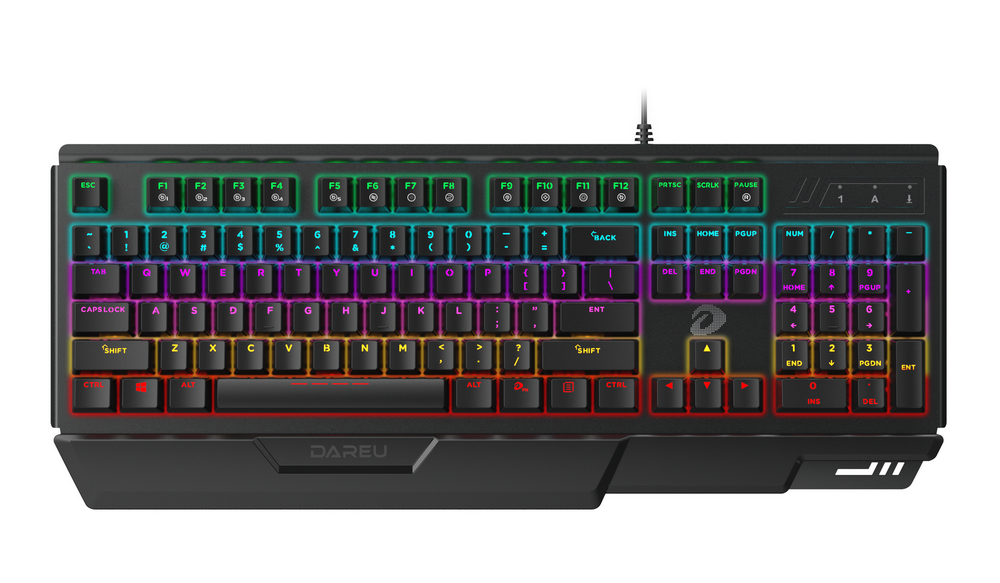 ESC F1 F2 F3 F4 F5 F6 F7 F8 F9 F10 F11 F12 PRTSC SCRLK PAUSE
1 A
~ ! 2 3 4 5 6 7 8 9 0 — + BACK INS HOME PGUP NUM / * −
` 1 @ # $ % ^ & * ( ) - =
TAB Q W E R T Y U I O P { } | DEL END PGDN 7 8 9 +
[ ] \ HOME ↑ PGUP
CAPSLOCK A S D F G H J K L : " ENT 4 5 6
; , ← →
SHIFT Z X C V B N M < > ? SHIFT ▲ 1 2 3 ENT
, . / END ↓ PGDN
CTRL ALT ALT CTRL ◄ ▼ ► 0 .
INS DEL
DAREU